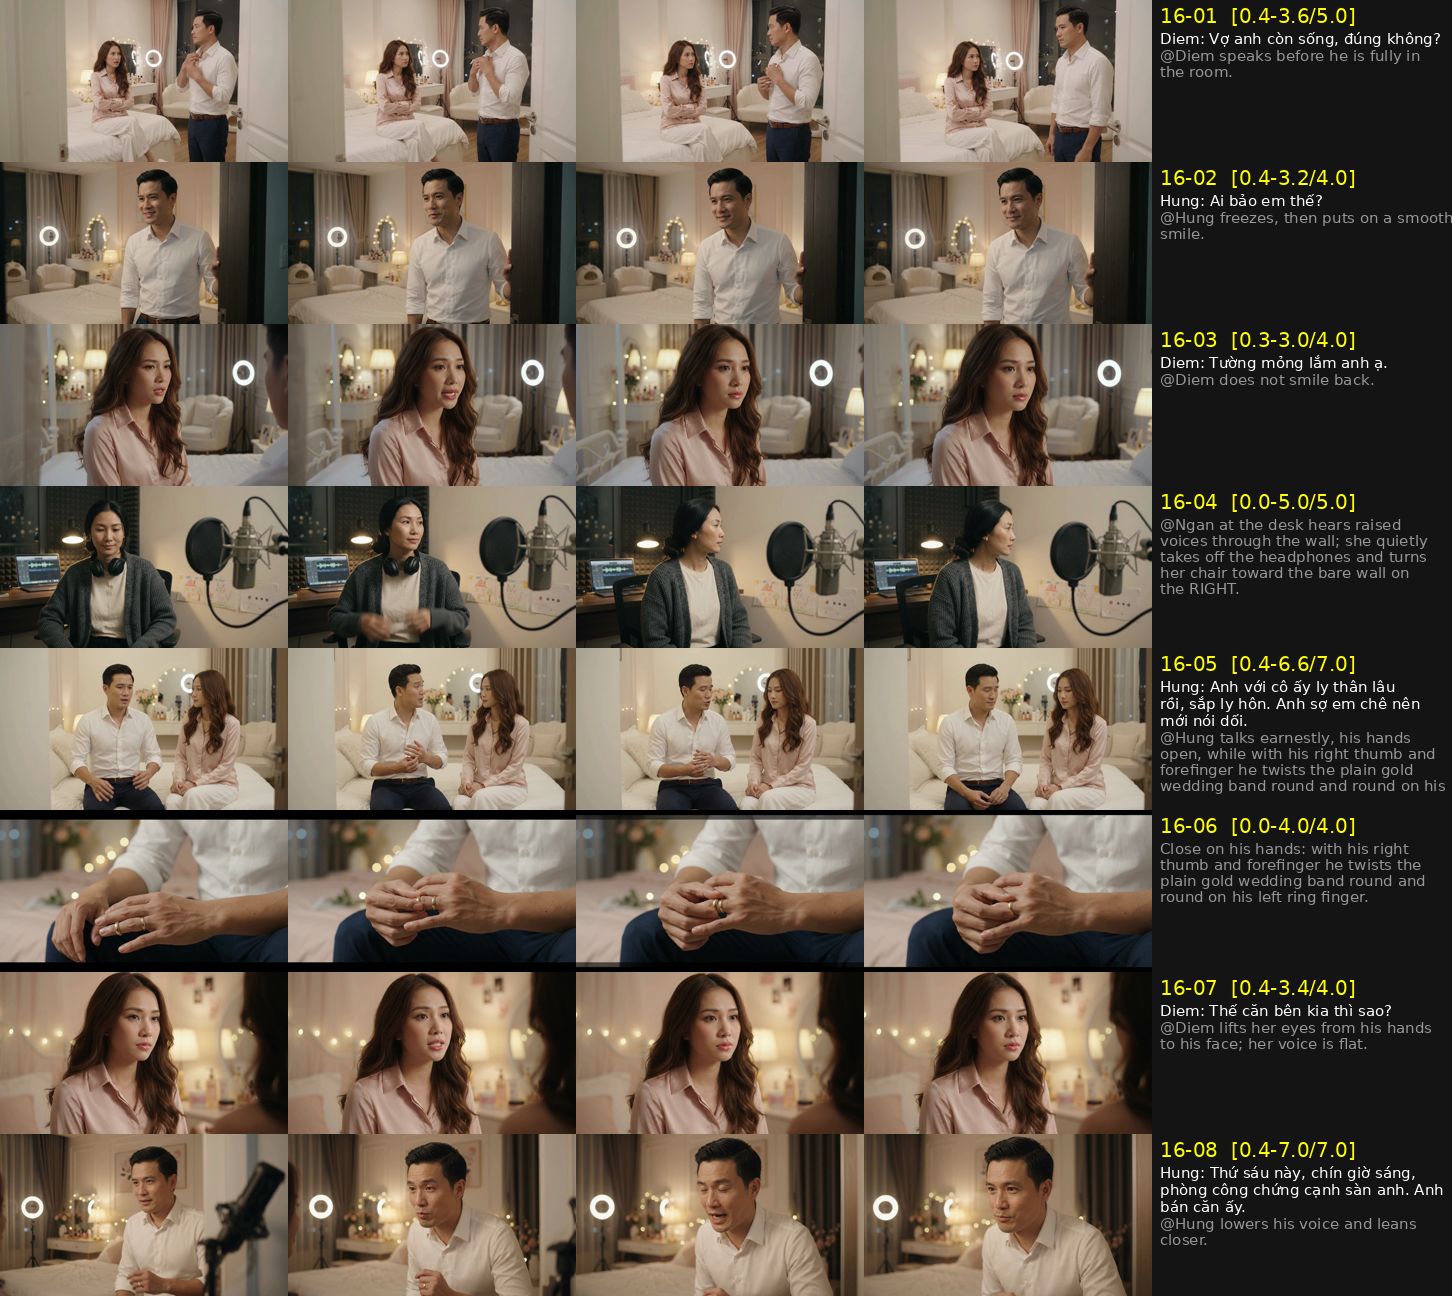 16-01 [0.4-3.6/5.0]
Diem: Vợ anh còn sống, đúng không?
@Diem speaks before he is fully in
the room.
16-02 [0.4-3.2/4.0]
Hung: Ai bảo em thế?
@Hung freezes, then puts on a smooth
smile.
16-03 [0.3-3.0/4.0]
Diem: Tường mỏng lắm anh ạ.
@Diem does not smile back.
16-04 [0.0-5.0/5.0]
@Ngan at the desk hears raised
voices through the wall; she quietly
takes off the headphones and turns
her chair toward the bare wall on
the RIGHT.
16-05 [0.4-6.6/7.0]
Hung: Anh với cô ấy ly thân lâu
rồi, sắp ly hôn. Anh sợ em chê nên
mới nói dối.
@Hung talks earnestly, his hands
open, while with his right thumb and
forefinger he twists the plain gold
wedding band round and round on his
16-06 [0.0-4.0/4.0]
Close on his hands: with his right
thumb and forefinger he twists the
plain gold wedding band round and
round on his left ring finger.
16-07 [0.4-3.4/4.0]
Diem: Thế căn bên kia thì sao?
@Diem lifts her eyes from his hands
to his face; her voice is flat.
16-08 [0.4-7.0/7.0]
Hung: Thứ sáu này, chín giờ sáng,
phòng công chứng cạnh sàn anh. Anh
bán căn ấy.
@Hung lowers his voice and leans
closer.